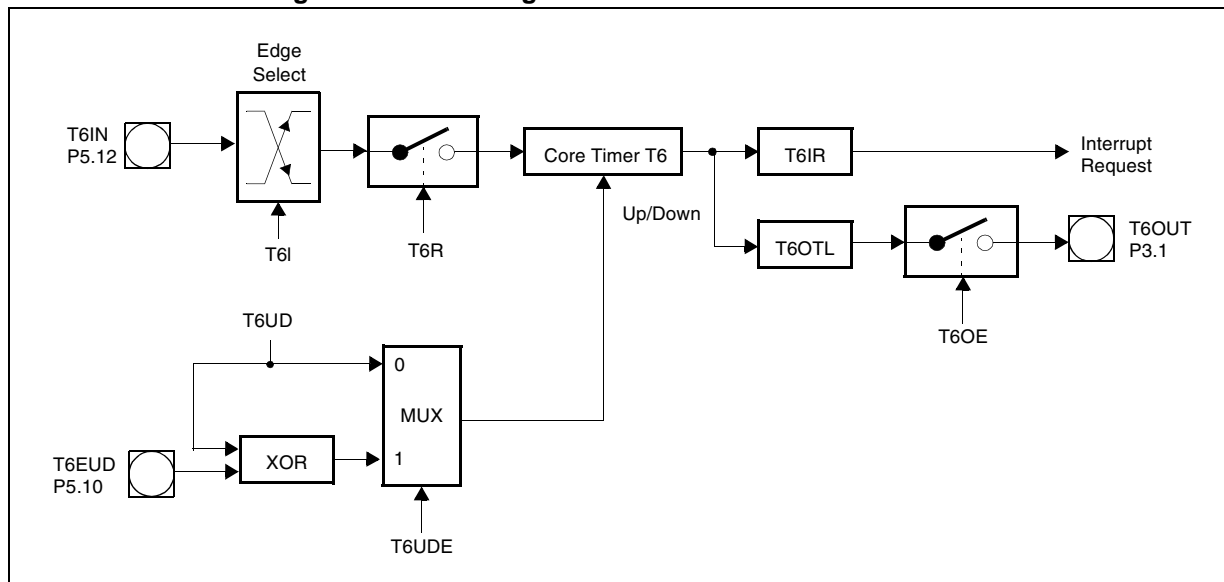 Edge
Select
T6IN
P5.12
Core Timer T6
T6IR
Interrupt
Request
Up/Down
T6I
T6R
T6OTL
T6OUT
P3.1
T6UD
T6OE
0
MUX
1
XOR
T6EUD
P5.10
T6UDE